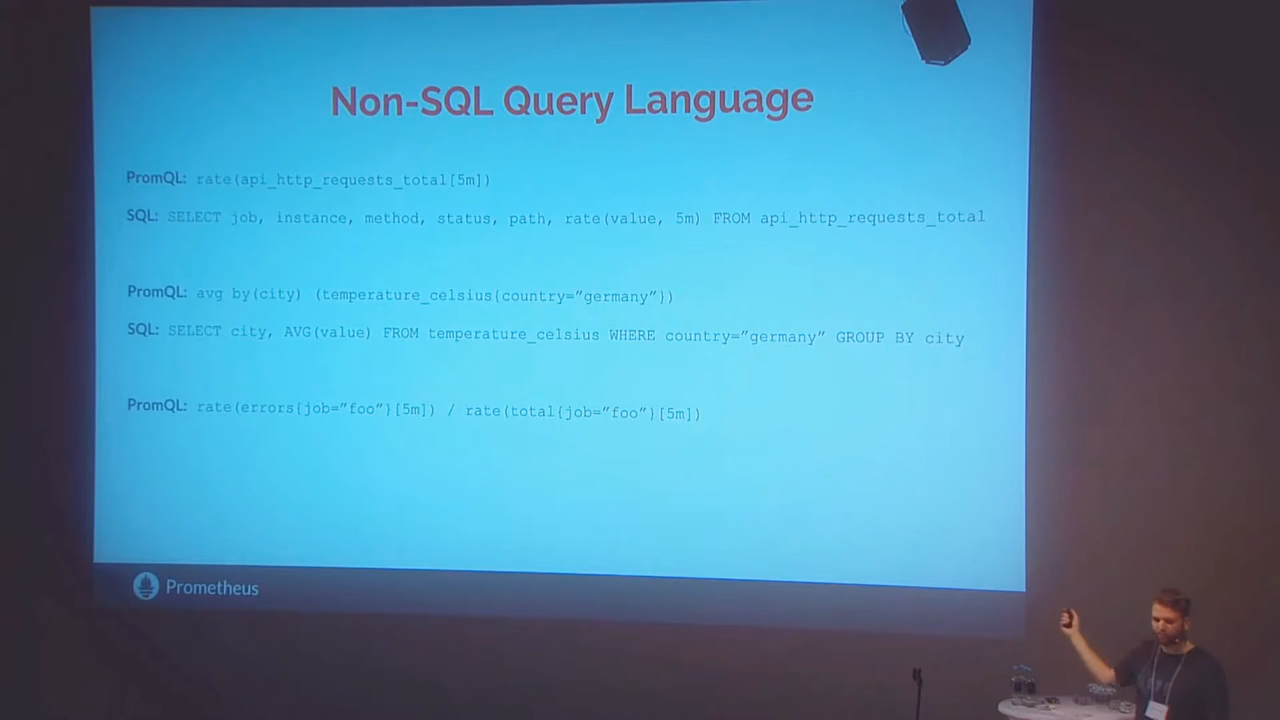 Non-SQL Query Language
PromQL: rate(api_http_requests_total[5m])
SQL: SELECT job, instance, method, status, path, rate(value, 5m) FROM api_http_requests_total
PromQL: avg by(city) (temperature_celsius{country=”germany”})
SQL: SELECT city, AVG(value) FROM temperature_celsius WHERE country=”germany” GROUP BY city
PromQL: rate(errors{job=”foo”}[5m]) / rate(total{job=”foo”}[5m])
Prometheus